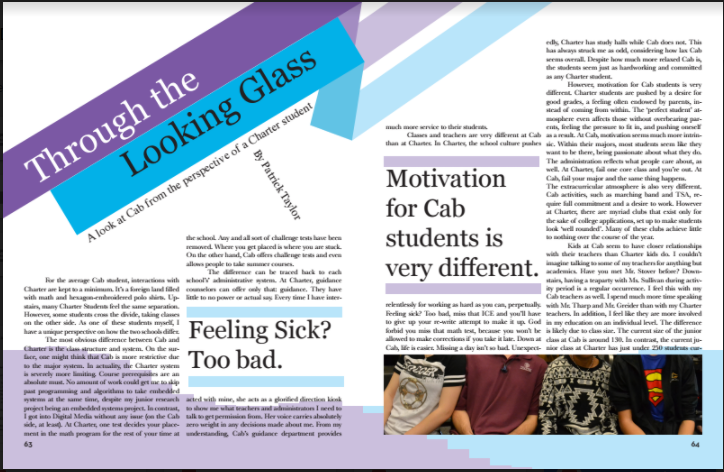 Through the
Looking Glass
A look at Cab from the perspective of a Charter student
By Patrick Taylor
For the average Cab student, interactions with
Charter are kept to a minimum. It's a foreign land filled
with math and hexagon-embroidered polo shirts. Up-
stairs, many Charter Students feel the same separation.
However, some students cross the divide, taking classes
on the other side. As one of these students myself, I
have a unique perspective on how the two schools differ.
The most obvious difference between Cab and
Charter is the class structure and system. On the sur-
face, one might think that Cab is more restrictive due
to the major system. In actuality, the Charter system
is severely more limiting. Course prerequisites are an
absolute must. No amount of work could get me to skip
past programming and algorithms to take embedded
systems at the same time, despite my junior research
project being an embedded systems project. In contrast,
I got into Digital Media without any issue (on the Cab
side, at least). At Charter, one test decides your place-
ment in the math program for the rest of your time at
63
the school. Any and all sort of challenge tests have been
removed. Where you get placed is where you are stuck.
On the other hand, Cab offers challenge tests and even
allows people to take summer courses.
The difference can be traced back to each
school's' administrative system. At Charter, guidance
counselors can offer only that: guidance. They have
little to no power or actual say. Every time I have inter-
Feeling Sick?
Too bad.
acted with mine, she acts as a glorified direction kiosk
to show me what teachers and administrators I need to
talk to get permission from. Her voice carries absolutely
zero weight in any decisions made about me. From my
understanding, Cab's guidance department provides
much more service to their students.
Classes and teachers are very different at Cab
than at Charter. In Charter, the school culture pushes
Motivation
for Cab
students is
very different.
relentlessly for working as hard as you can, perpetually.
Feeling sick? Too bad, miss that ICE and you'll have
to give up your re-write attempt to make it up. God
forbid you miss that math test, because you won't be
allowed to make corrections if you take it late. Down at
Cab, life is easier. Missing a day isn't so bad. Unexpect-
edly, Charter has study halls while Cab does not. This
has always struck me as odd, considering how lax Cab
seems overall. Despite how much more relaxed Cab is,
the students seem just as hardworking and committed
as any Charter student.
However, motivation for Cab students is very
different. Charter students are pushed by a desire for
good grades, a feeling often endowed by parents, in-
stead of coming from within. The 'perfect student' at-
mosphere even affects those without overbearing par-
ents, feeling the pressure to fit in, and pushing oneself
as a result. At Cab, motivation seems much more intrin-
sic. Within their majors, most students seem like they
want to be there, being passionate about what they do.
The administration reflects what people care about, as
well. At Charter, fail one core class and you're out. At
Cab, fail your major and the same thing happens.
The extracurricular atmosphere is also very different.
Cab activities, such as marching band and TSA, re-
quire full commitment and a desire to work. However
at Charter, there are myriad clubs that exist only for
the sake of college applications, set up to make students
look 'well rounded'. Many of these clubs achieve little
to nothing over the course of the year.
Kids at Cab seem to have closer relationships
with their teachers than Charter kids do. I couldn't
imagine talking to some of my teachers for anything but
academics. Have you met Mr. Stover before? Down-
stairs, having a teaparty with Ms. Sullivan during activ-
ity period is a regular occurrence. I feel this with my
Cab teachers as well. I spend much more time speaking
with Mr. Tharp and Ms. Greider than with my Charter
teachers. In addition, I feel like they are more involved
in my education on an individual level. The difference
is likely due to class size. The current size of the junior
class at Cab is around 130. In contrast, the current ju-
nior class at Charter has just under 250 students
64